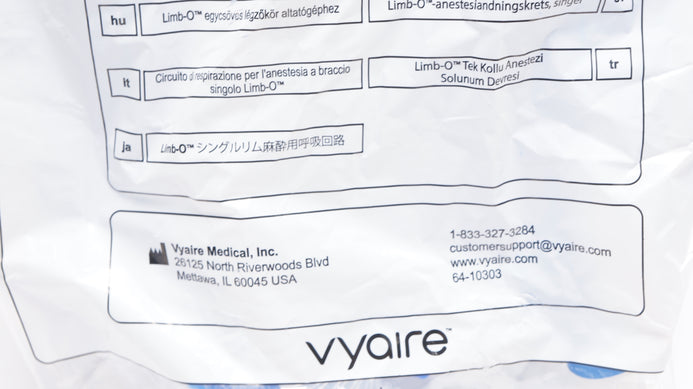 hu
Limb-O™ egycsöves légzőkör altatógéphez
Limb-O™-anestesiandningskrets, singel
it
Circuito di respirazione per l'anestesia a braccio
singolo Limb-O™
Limb-O™ Tek Kollu Anestezi
Solunum Devresi
tr
ja
Limb-O™ シングルリム麻酔用呼吸回路
Vyaire Medical, Inc.
26125 North Riverwoods Blvd
Mettawa, IL 60045 USA
1-833-327-3284
customersupport@vyaire.com
www.vyaire.com
64-10303
vyaire™